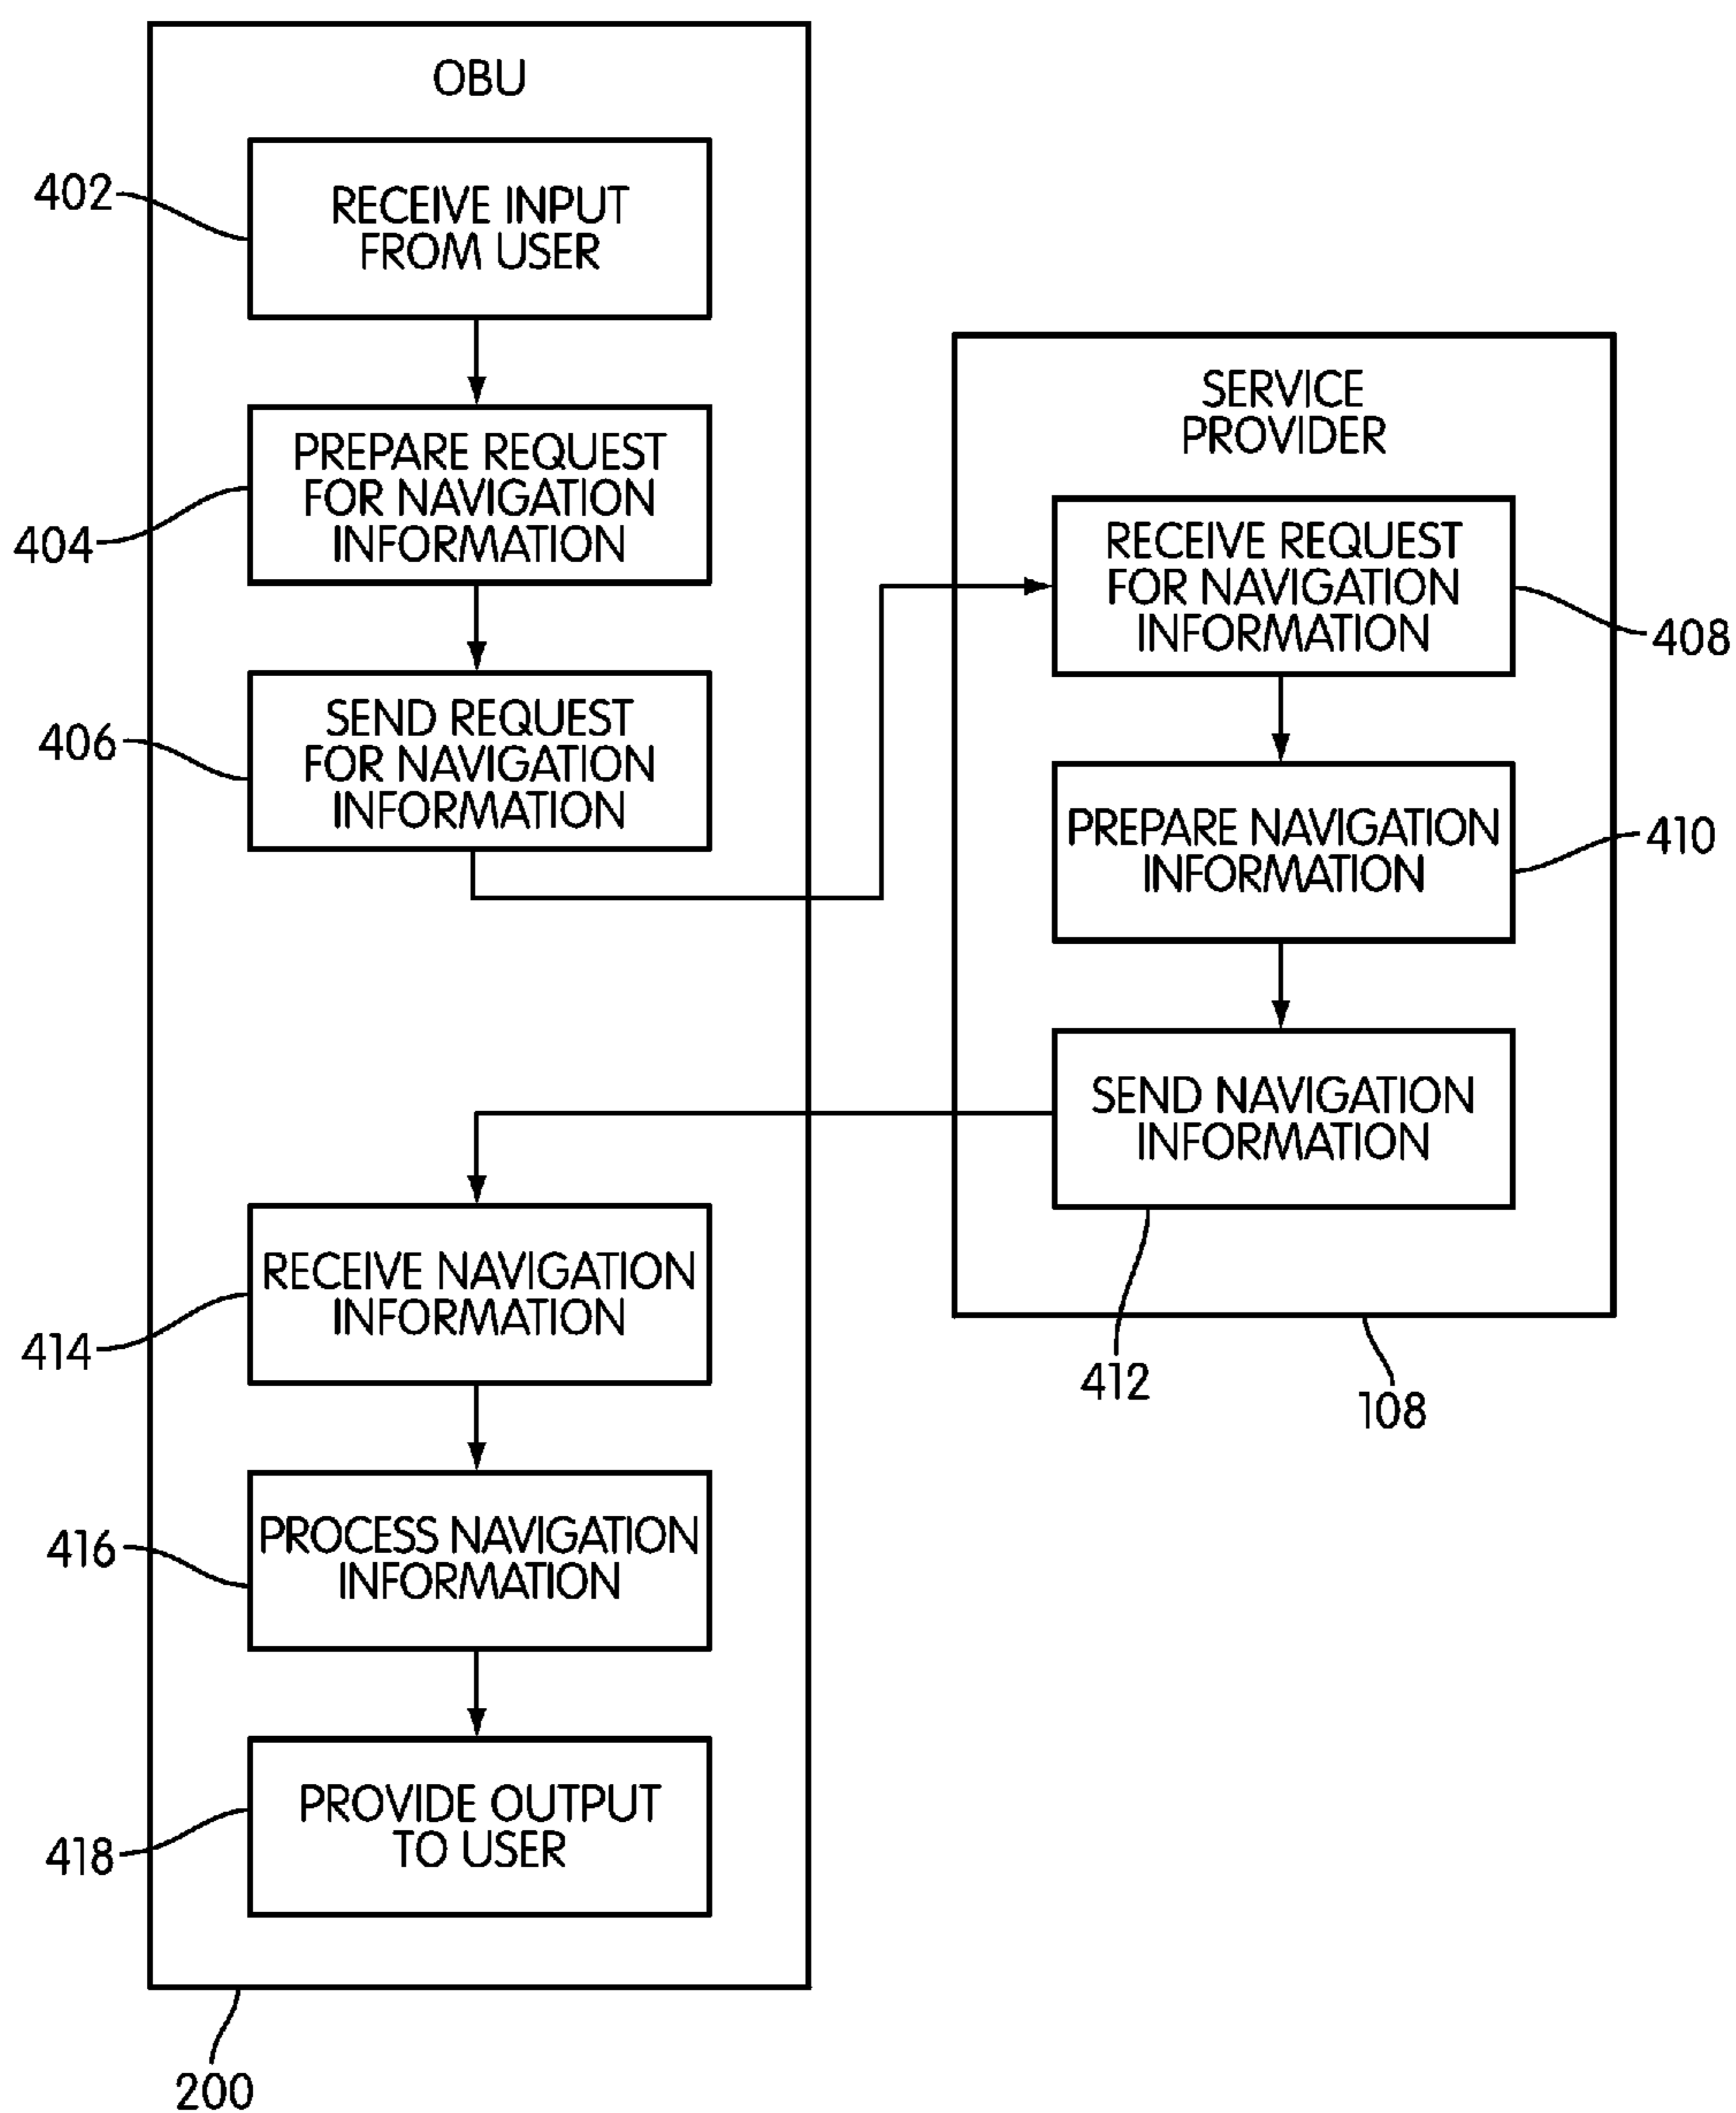 OBU
402
RECEIVE INPUT
FROM USER
404
PREPARE REQUEST
FOR NAVIGATION
INFORMATION
406
SEND REQUEST
FOR NAVIGATION
INFORMATION
SERVICE
PROVIDER
RECEIVE REQUEST
FOR NAVIGATION
INFORMATION
408
PREPARE NAVIGATION
INFORMATION
410
SEND NAVIGATION
INFORMATION
412
108
RECEIVE NAVIGATION
INFORMATION
414
PROCESS NAVIGATION
INFORMATION
416
PROVIDE OUTPUT
TO USER
418
200